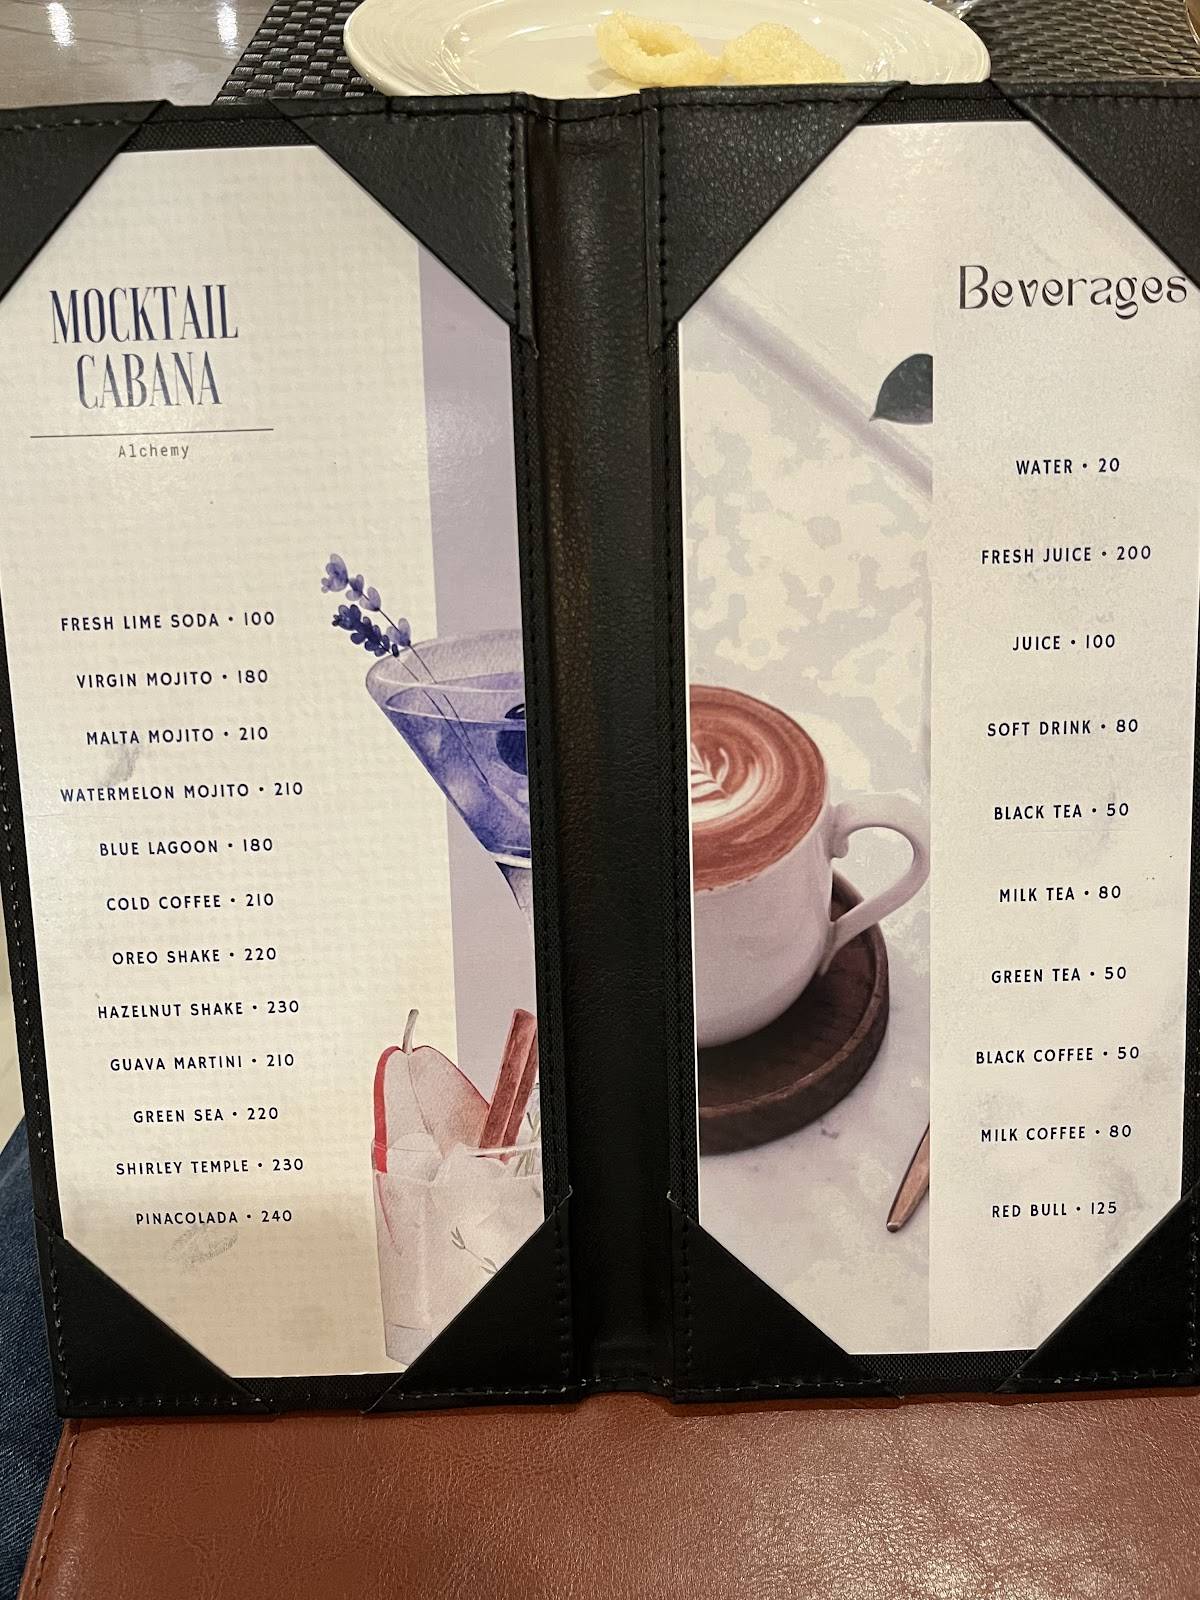 MOCKTAIL
CABANA
Alchemy
FRESH LIME SODA • 100
VIRGIN MOJITO • 180
MALTA MOJITO • 210
WATERMELON MOJITO • 210
BLUE LAGOON • 180
COLD COFFEE • 210
OREO SHAKE • 220
HAZELNUT SHAKE • 230
GUAVA MARTINI • 210
GREEN SEA • 220
SHIRLEY TEMPLE • 230
PINACOLADA • 240
Beverages
WATER • 20
FRESH JUICE • 200
JUICE • 100
SOFT DRINK • 80
BLACK TEA • 50
MILK TEA • 80
GREEN TEA • 50
BLACK COFFEE • 50
MILK COFFEE • 80
RED BULL • 125